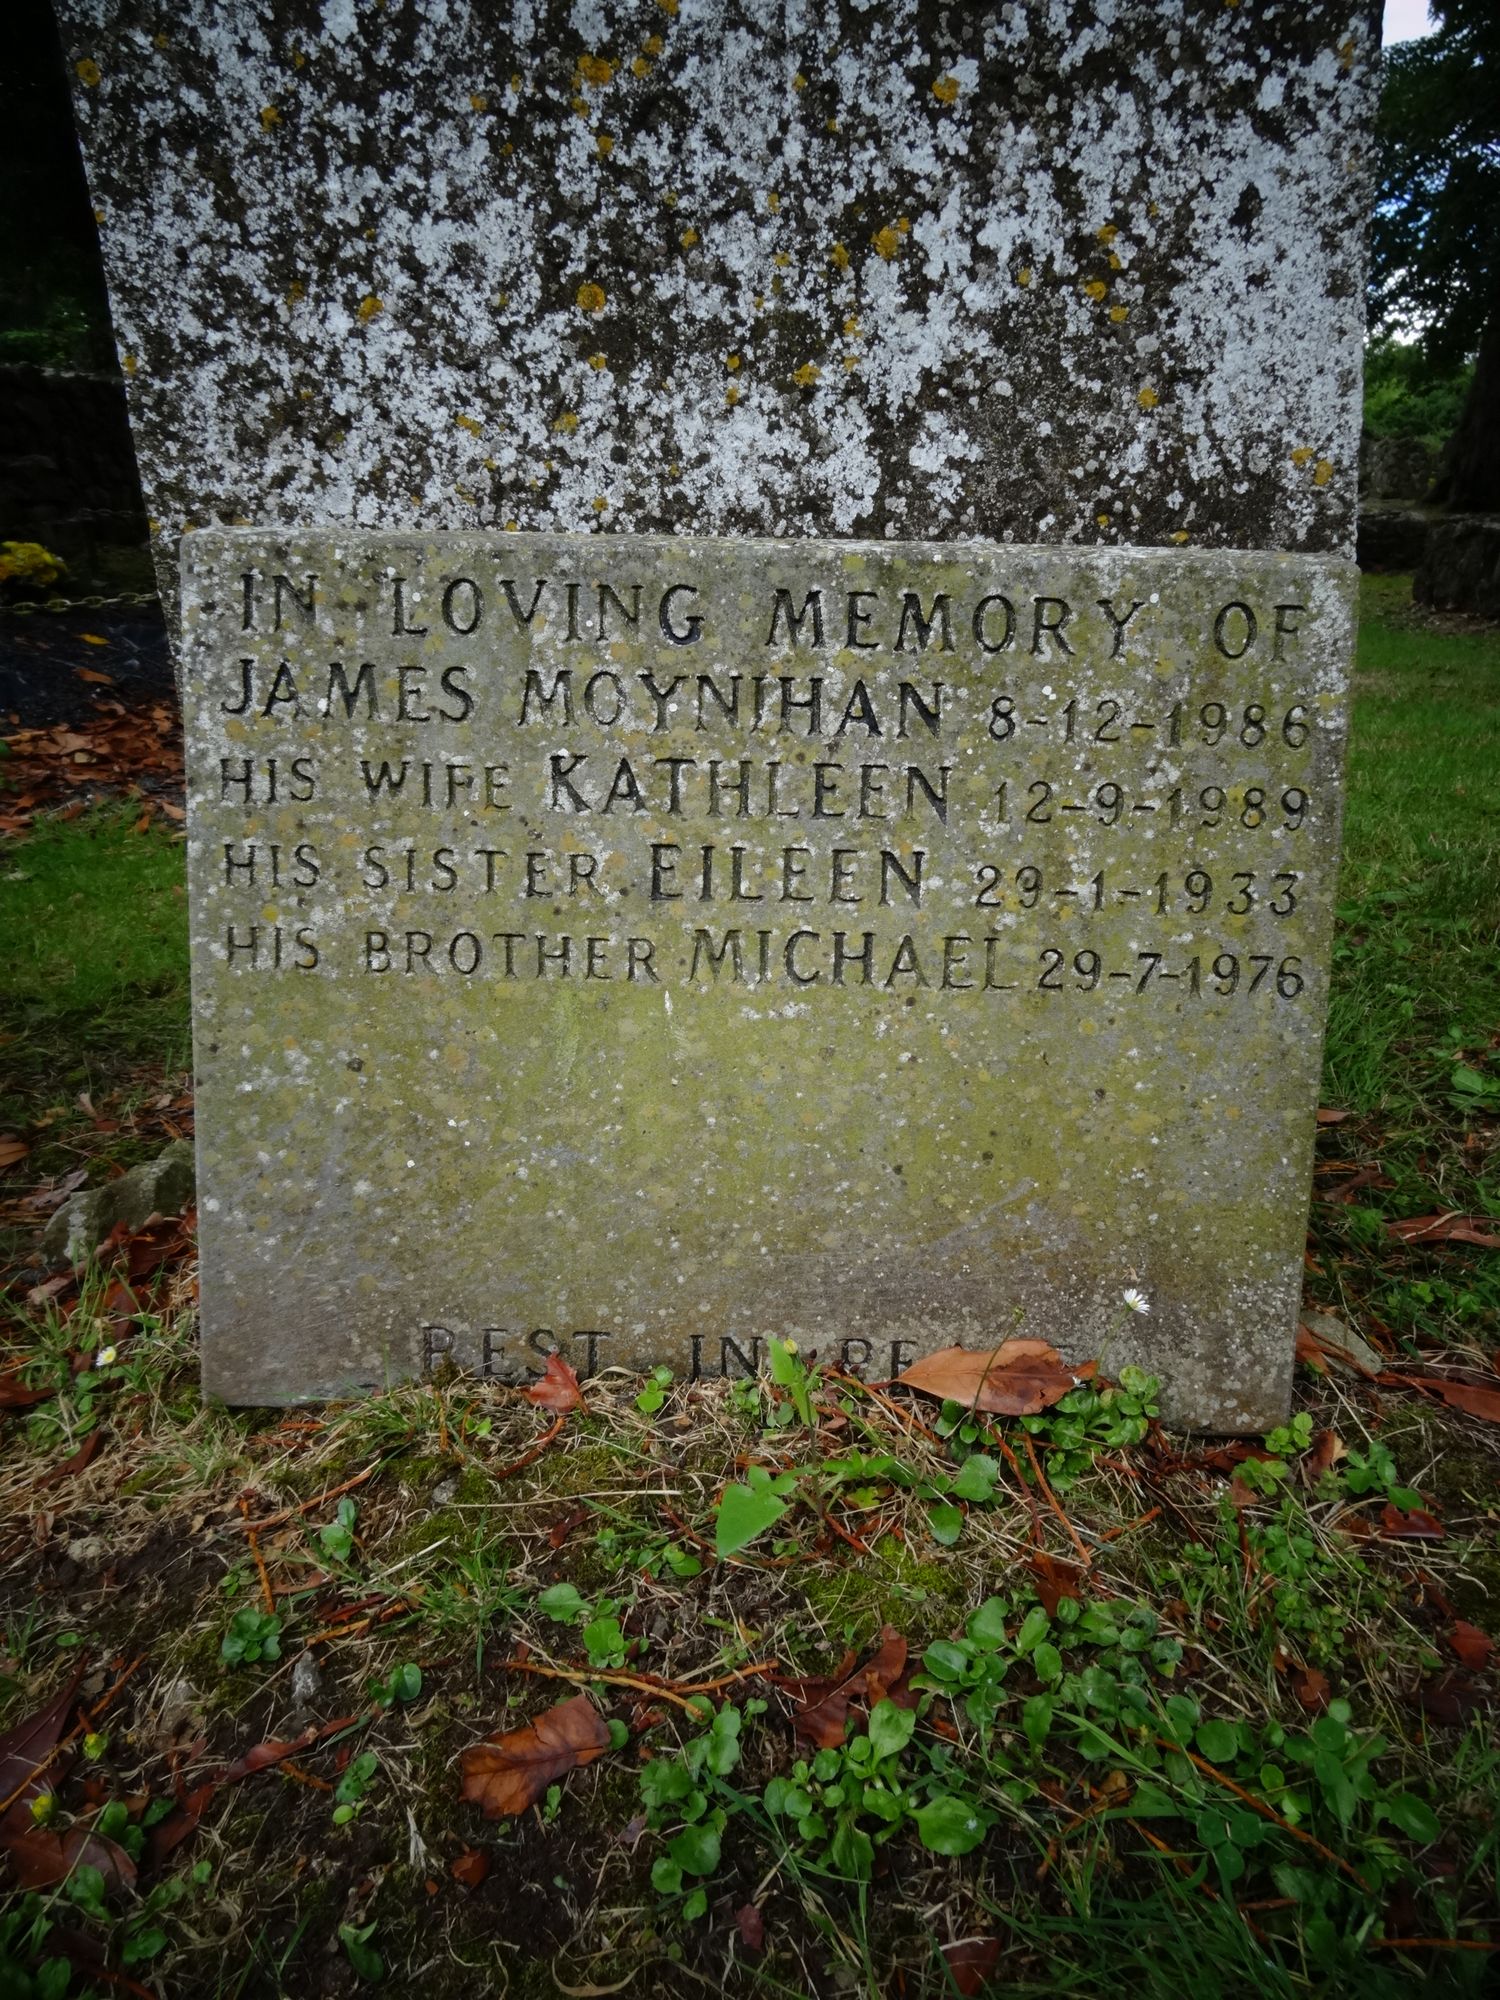 IN LOVING MEMORY OF
JAMES MOYNIHAN 8-12-1986
HIS WIFE KATHLEEN 12-9-1989
HIS SISTER EILEEN 29-1-1933
HIS BROTHER MICHAEL 29-7-1976
REST IN PEACE